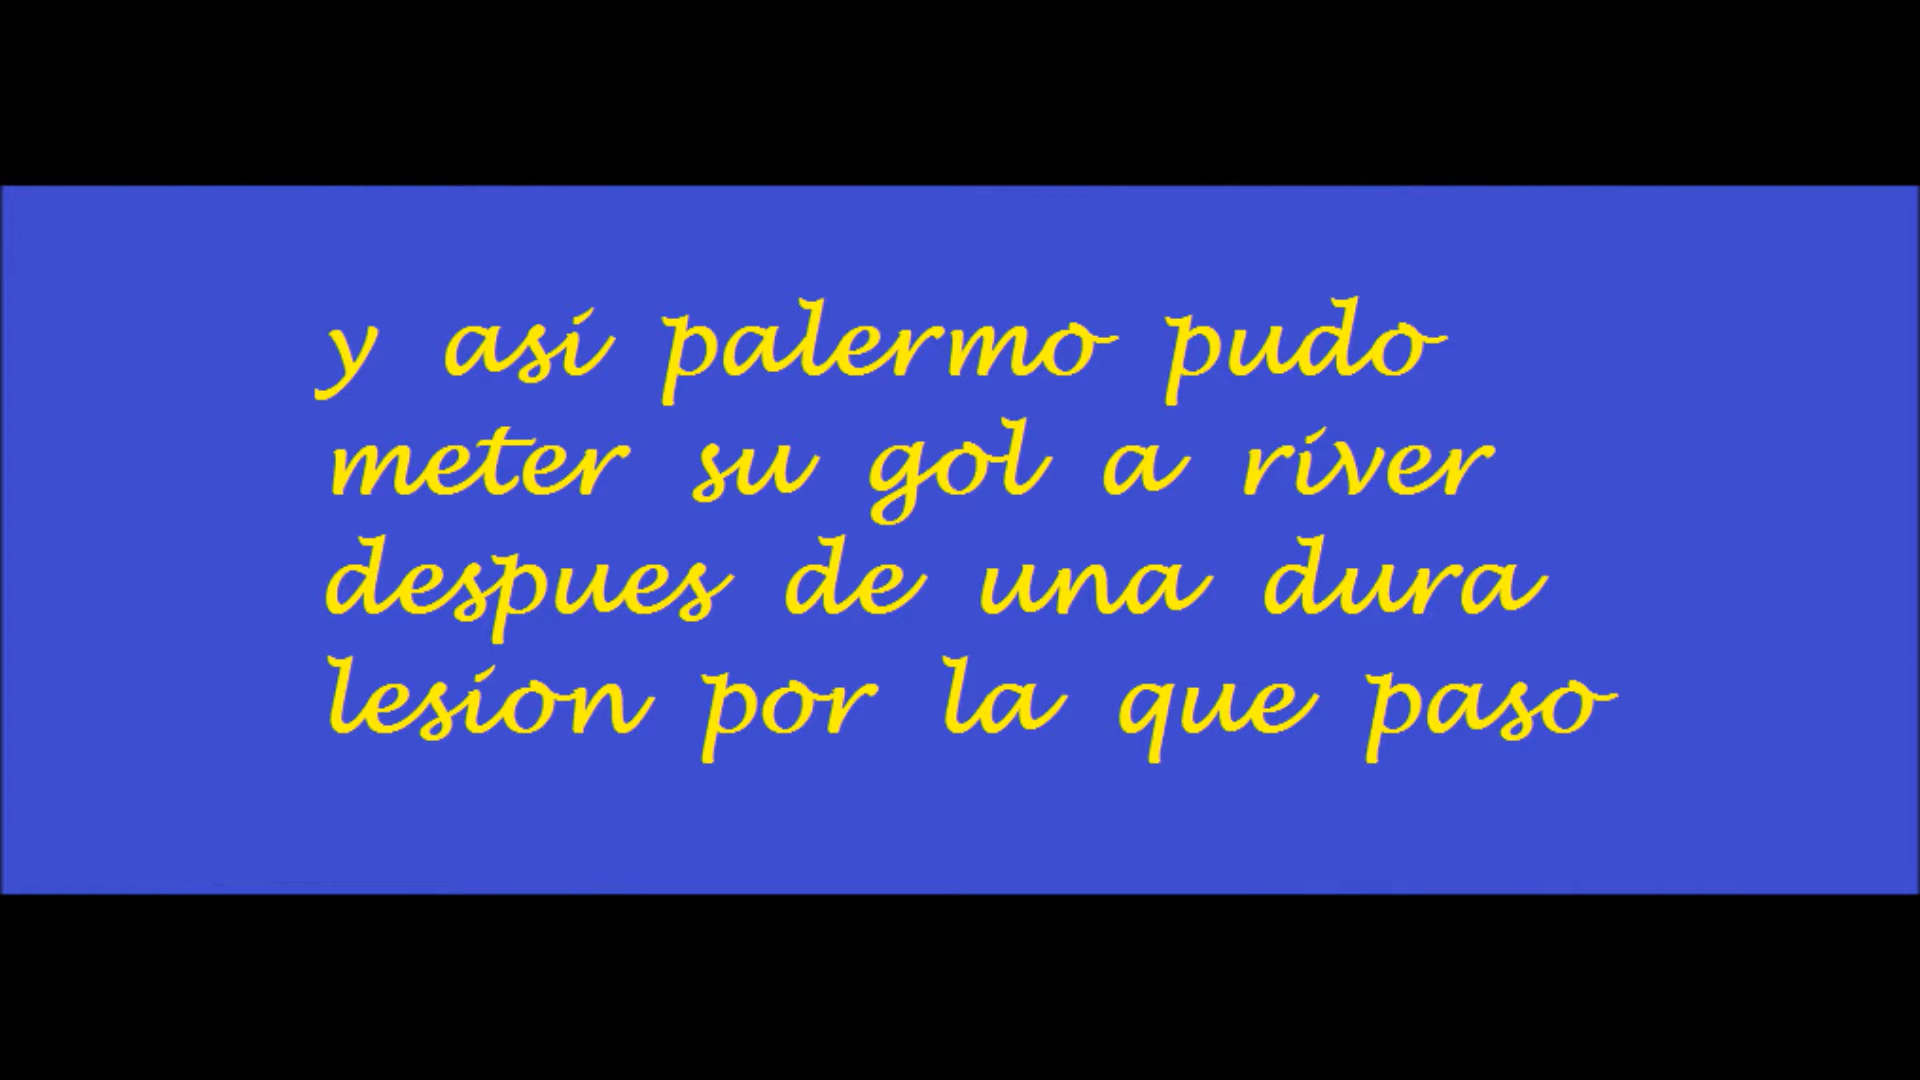 y así palermo pudo
meter su gol a river
despues de una dura
lesion por la que paso